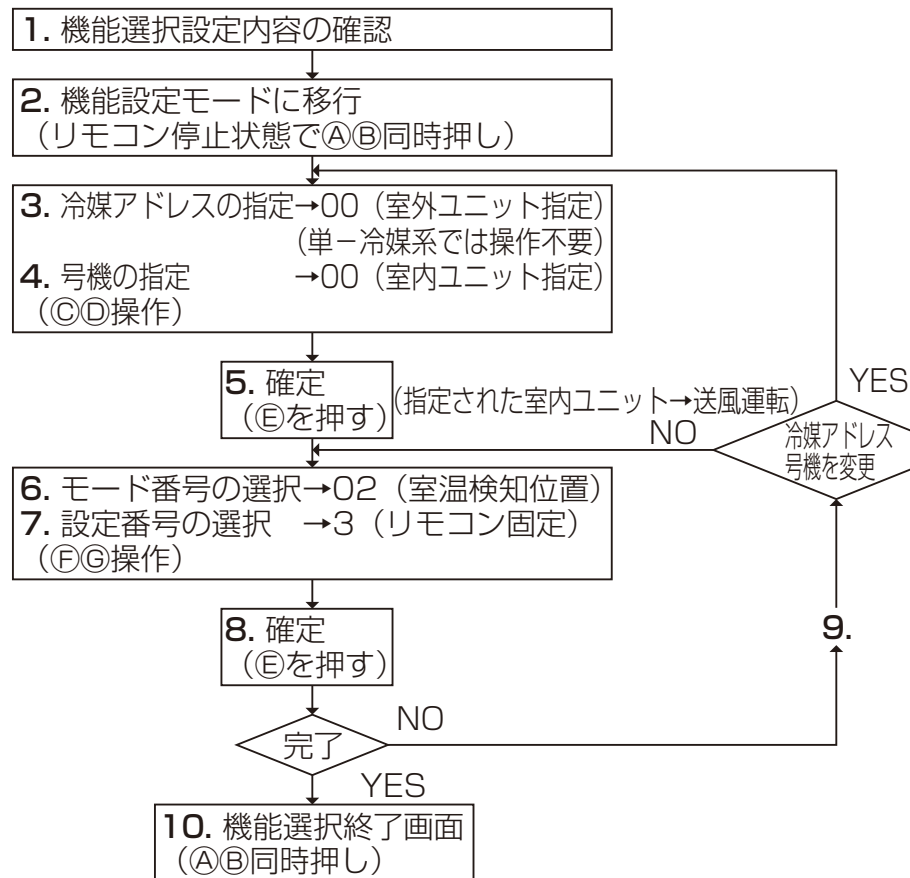 1. 機能選択設定内容の確認
2. 機能設定モードに移行
（リモコン停止状態でⒶⒷ同時押し）
3. 冷媒アドレスの指定→00（室外ユニット指定）
（単一冷媒系では操作不要）
4. 号機の指定 →00（室内ユニット指定）
（ⒸⒹ操作）
5. 確定
（Ⓔを押す）
(指定された室内ユニット→送風運転)
YES
NO
冷媒アドレス
号機を変更
6. モード番号の選択→02（室温検知位置）
7. 設定番号の選択 →3（リモコン固定）
（ⒻⒼ操作）
8. 確定
（Ⓔを押す）
9.
完了
NO
YES
10. 機能選択終了画面
（ⒶⒷ同時押し）